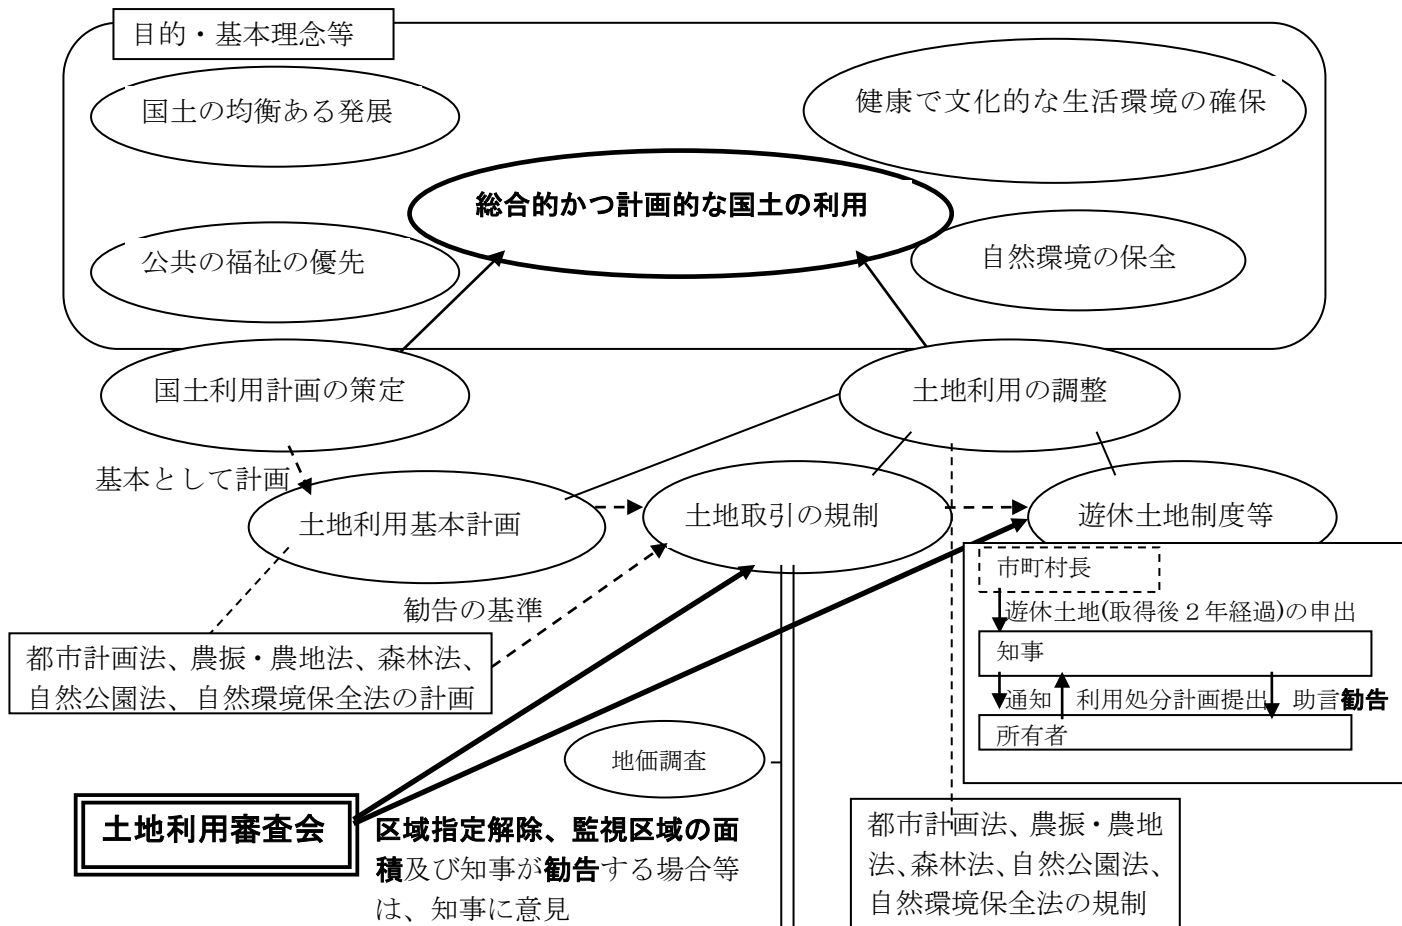 目的・基本理念等
国土の均衡ある発展
健康で文化的な生活環境の確保
総合的かつ計画的な国土の利用
公共の福祉の優先
自然環境の保全
国土利用計画の策定
土地利用の調整
基本として計画
土地利用基本計画
土地取引の規制
遊休土地制度等
市町村長
遊休土地(取得後2年経過)の申出
知事
通知 利用処分計画提出 助言勧告
所有者
勧告の基準
都市計画法、農振・農地法、森林法、
自然公園法、自然環境保全法の計画
地価調査
土地利用審査会
区域指定解除、監視区域の面
積及び知事が勧告する場合等
は、知事に意見
都市計画法、農振・農地
法、森林法、自然公園法、
自然環境保全法の規制